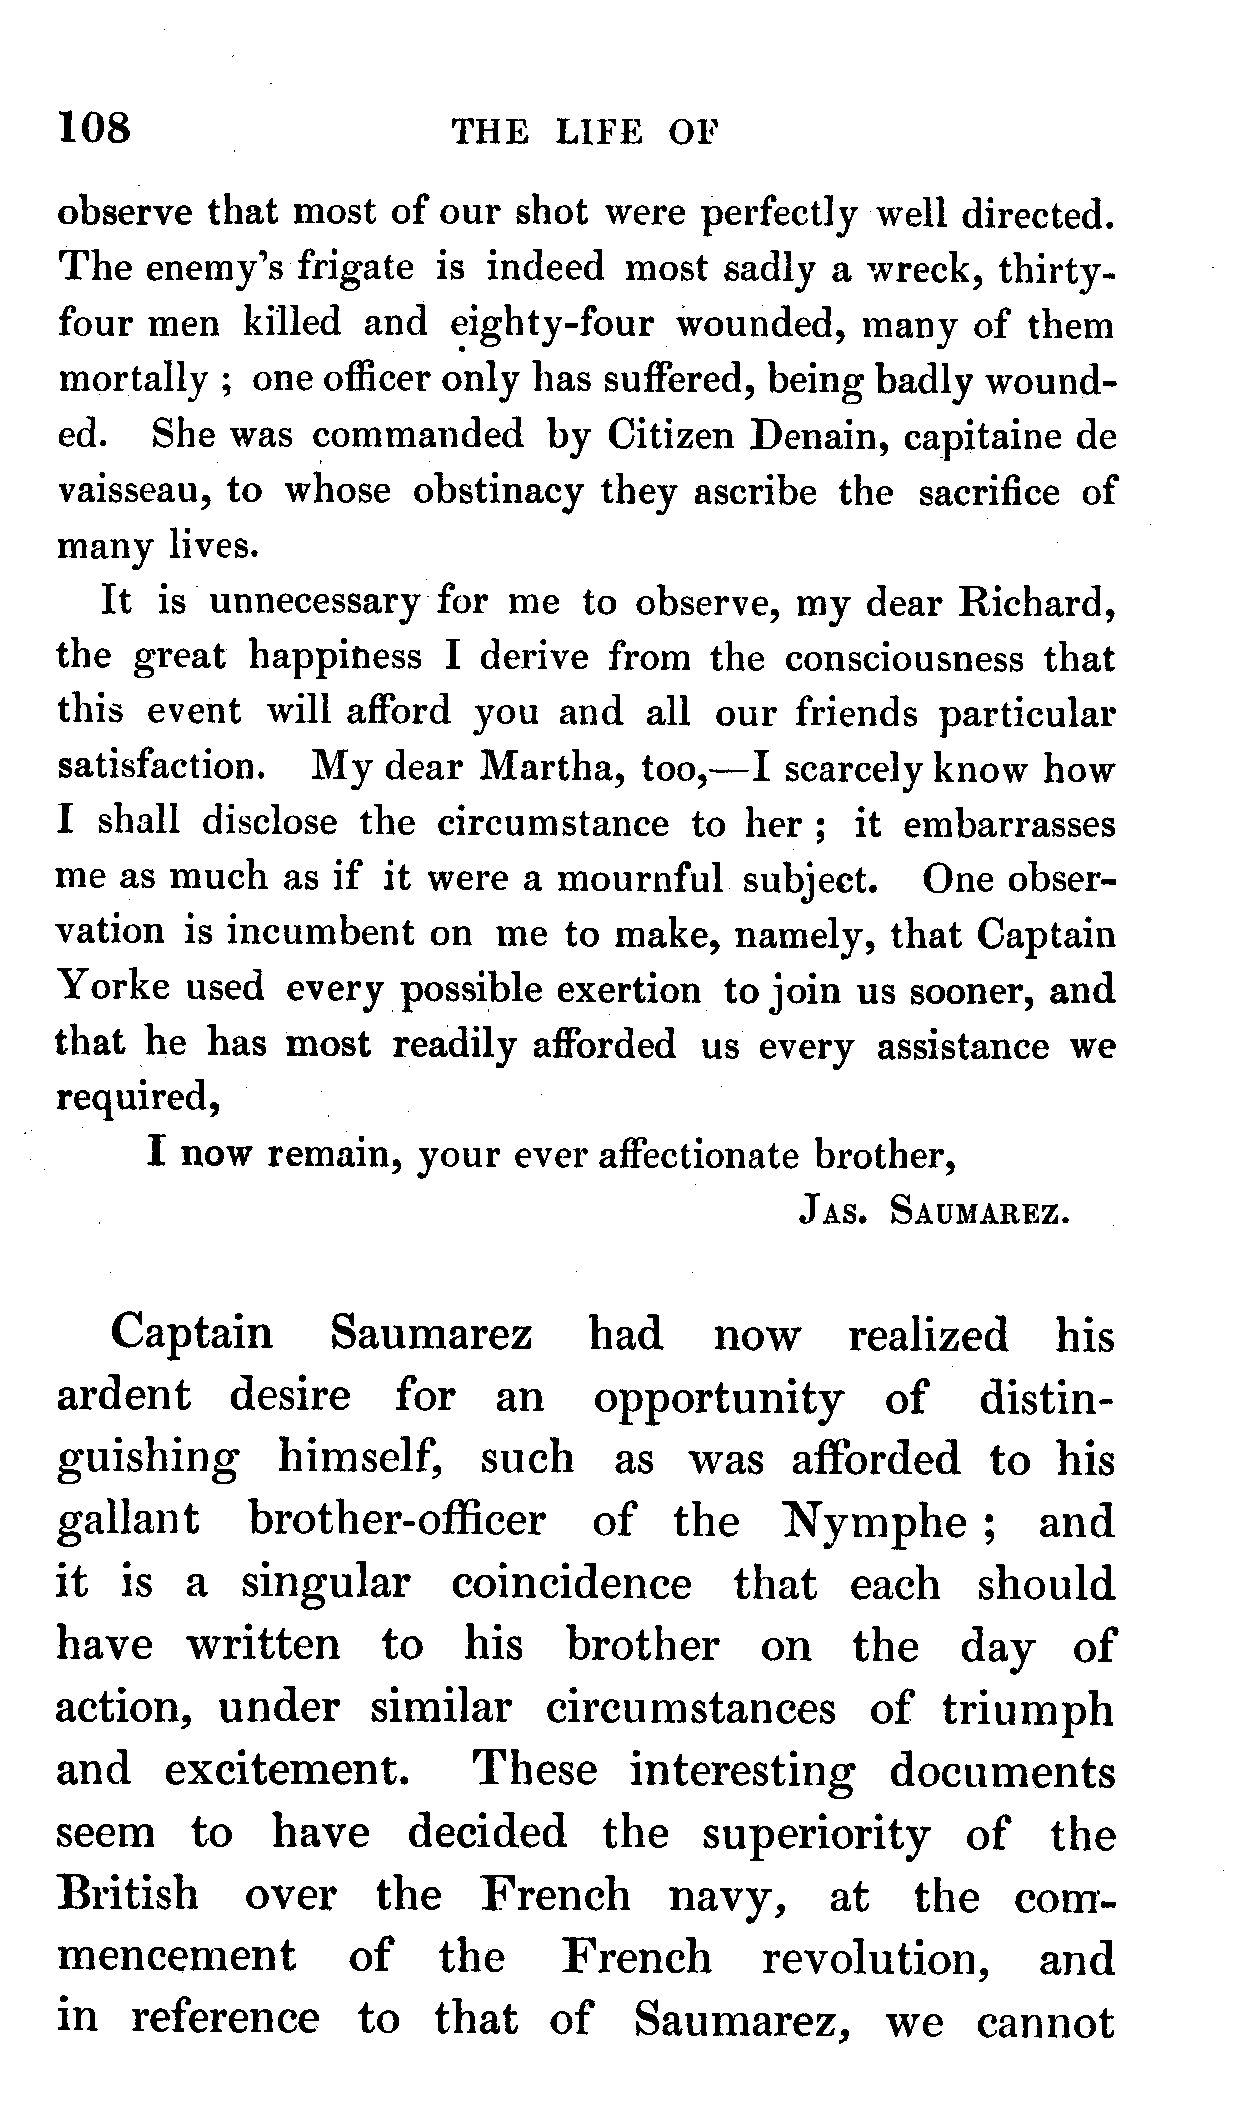 108 THE LIFE OF
observe that most of our shot were perfectly well directed.
The enemy's frigate is indeed most sadly a wreck, thirty-
four men killed and eighty-four wounded, many of them
mortally ; one officer only has suffered, being badly wound-
ed. She was commanded by Citizen Denain, capitaine de
vaisseau, to whose obstinacy they ascribe the sacrifice of
many lives.
It is unnecessary for me to observe, my dear Richard,
the great happiness I derive from the consciousness that
this event will afford you and all our friends particular
satisfaction. My dear Martha, too,—I scarcely know how
I shall disclose the circumstance to her ; it embarrasses
me as much as if it were a mournful subject. One obser-
vation is incumbent on me to make, namely, that Captain
Yorke used every possible exertion to join us sooner, and
that he has most readily afforded us every assistance we
required,
I now remain, your ever affectionate brother,
JAS. SAUMAREZ.
Captain Saumarez had now realized his
ardent desire for an opportunity of distin-
guishing himself, such as was afforded to his
gallant brother-officer of the Nymphe ; and
it is a singular coincidence that each should
have written to his brother on the day of
action, under similar circumstances of triumph
and excitement. These interesting documents
seem to have decided the superiority of the
British over the French navy, at the com-
mencement of the French revolution, and
in reference to that of Saumarez, we cannot